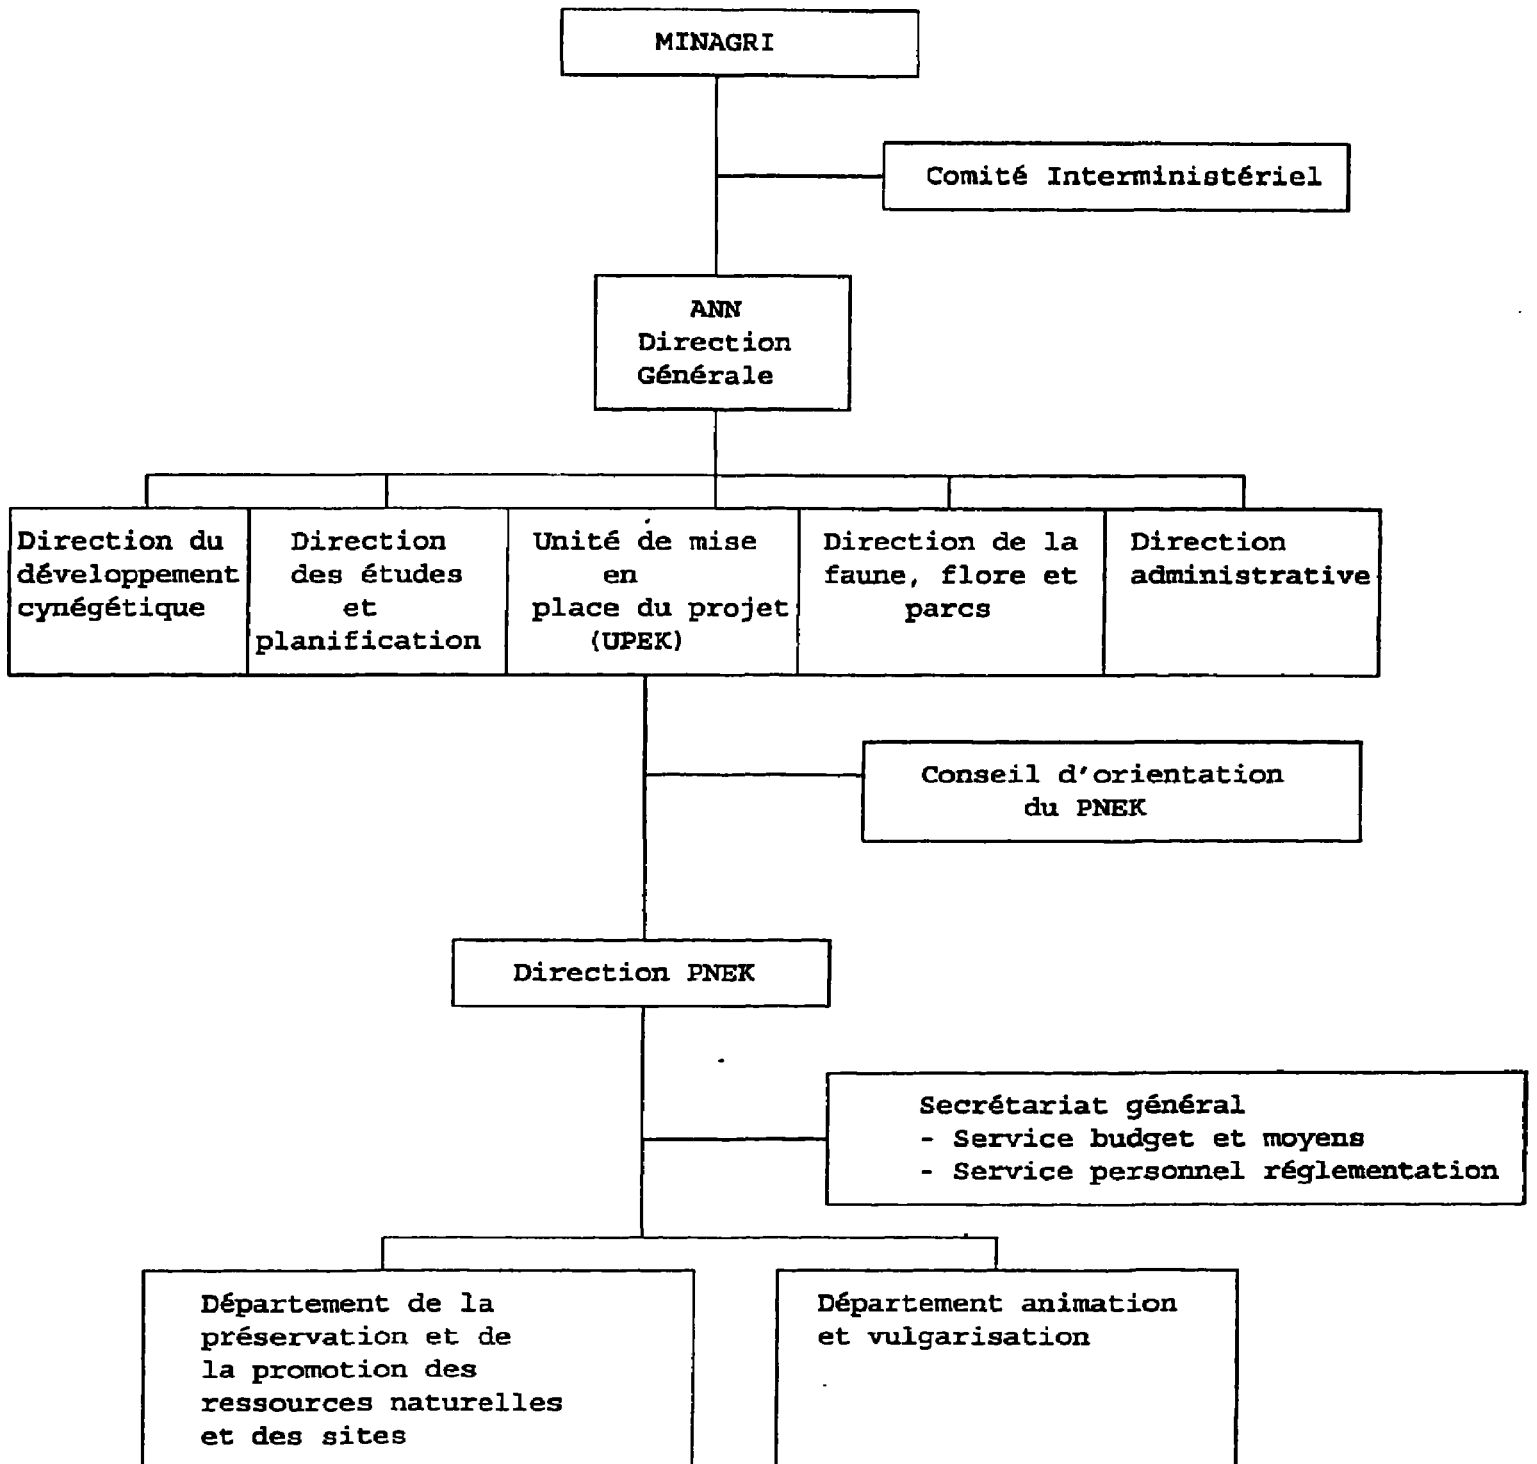 MINAGRI
Comité Interministériel
ANN
Direction
Générale
Direction du
développement
cynégétique
Direction
des études
et
planification
Unité de mise
en
place du projet
(UPEK)
Direction de la
faune, flore et
parcs
Direction
administrative
Conseil d'orientation
du PNEK
Direction PNEK
Secrétariat général
- Service budget et moyens
- Service personnel réglementation
Département de la
préservation et de
la promotion des
ressources naturelles
et des sites
Département animation
et vulgarisation